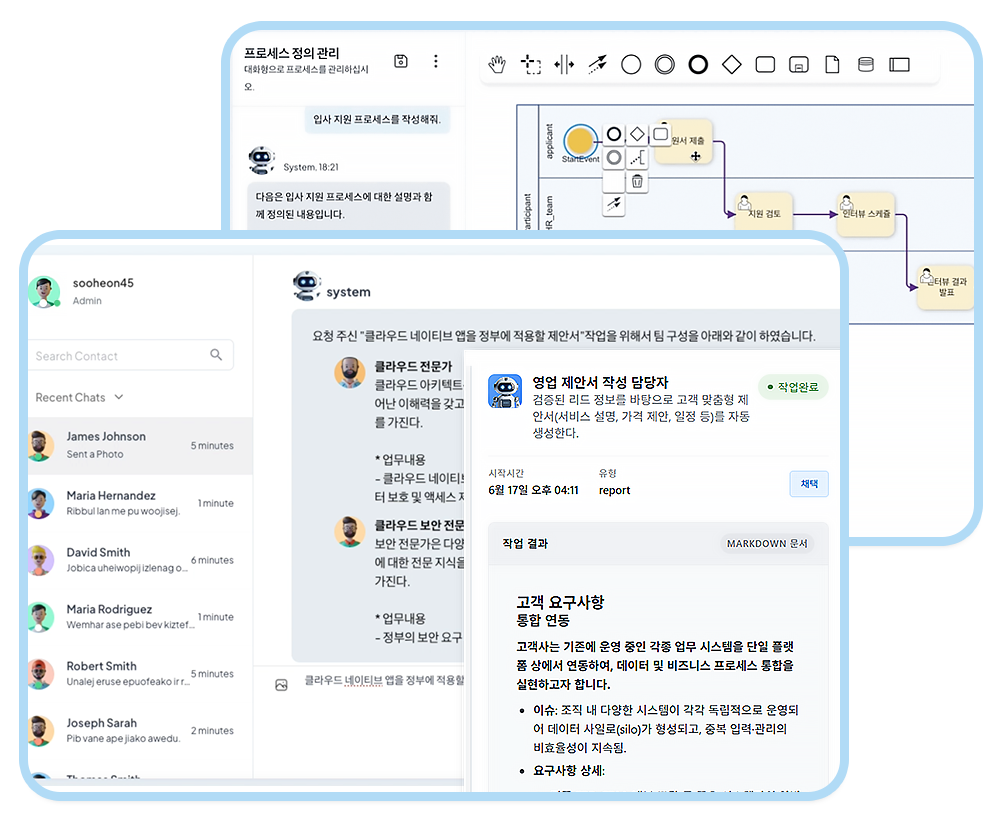 프로세스 정의 관리
대화형으로 프로세스를 관리하십시
오.
입사 지원 프로세스를 작성해줘.
System, 18:21
다음은 입사 지원 프로세스에 대한 설명과 함
께 정의된 내용입니다.
applicant
StartEvent
원서 제출
articipant
HR_team
지원 검토
인터뷰 스케줄
인터뷰 결과
발표
sooheon45
Admin
Search Contact
Recent Chats
James Johnson
Sent a Photo
5 minutes
Maria Hernandez
Ribbul lan me pu woojisej.
1 minute
David Smith
Jobica uheiwopij izlenag o...
6 minutes
Maria Rodriguez
Wemhar ase pebi bev kiztef...
1 minute
Robert Smith
Unalej eruse epuofeako ir r...
5 minutes
Joseph Sarah
Pib vane ape jiako awedu.
2 minutes
Thomas Smith
system
요청 주신 "클라우드 네이티브 앱을 정부에 적용할 제안서"작업을 위해서 팀 구성을 아래와 같이 하였습니다.
클라우드 전문가
클라우드 아키텍트
어난 이해력을 갖고
를 가진다.
* 업무내용
- 클라우드 네이티브
터 보호 및 액세스 제
클라우드 보안 전문
보안 전문가은 다양
에 대한 전문 지식을
가진다.
* 업무내용
- 정부의 보안 요구
클라우드 네이티브 앱을 정부에 적용할
영업 제안서 작성 담당자
검증된 리드 정보를 바탕으로 고객 맞춤형 제
안서(서비스 설명, 가격 제안, 일정 등)를 자동
생성한다.
작업완료
시작시간
유형
6월 17일 오후 04:11
report
채택
작업 결과
MARKDOWN 문서
고객 요구사항
통합 연동
고객사는 기존에 운영 중인 각종 업무 시스템을 단일 플랫
폼 상에서 연동하여, 데이터 및 비즈니스 프로세스 통합을
실현하고자 합니다.
• 이슈: 조직 내 다양한 시스템이 각각 독립적으로 운영되
어 데이터 사일로(silo)가 형성되고, 중복 입력·관리의
비효율성이 지속됨.
• 요구사항 상세: